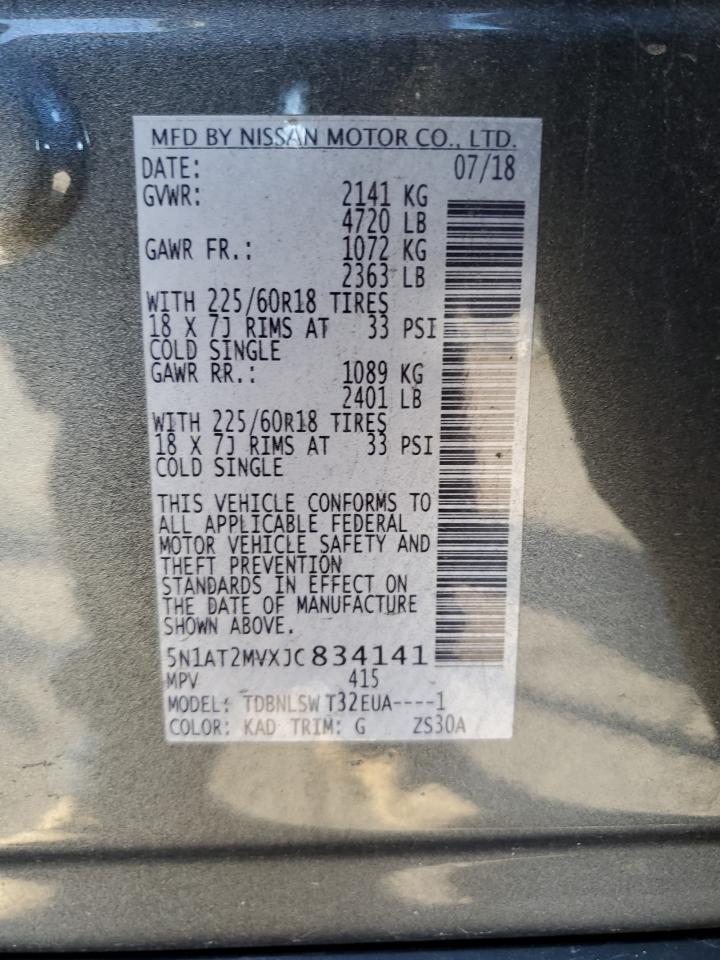 MFD BY NISSAN MOTOR CO., LTD.
DATE: 07/18
GVWR: 2141 KG
4720 LB
GAWR FR.: 1072 KG
2363 LB
WITH 225/60R18 TIRES
18 X 7J RIMS AT 33 PSI
COLD SINGLE
GAWR RR.: 1089 KG
2401 LB
WITH 225/60R18 TIRES
18 X 7J RIMS AT 33 PSI
COLD SINGLE
THIS VEHICLE CONFORMS TO
ALL APPLICABLE FEDERAL
MOTOR VEHICLE SAFETY AND
THEFT PREVENTION
STANDARDS IN EFFECT ON
THE DATE OF MANUFACTURE
SHOWN ABOVE.
5N1AT2MVXJC834141
MPV 415
MODEL: TDBNLSW T32EUA----1
COLOR: KAD TRIM: G ZS30A